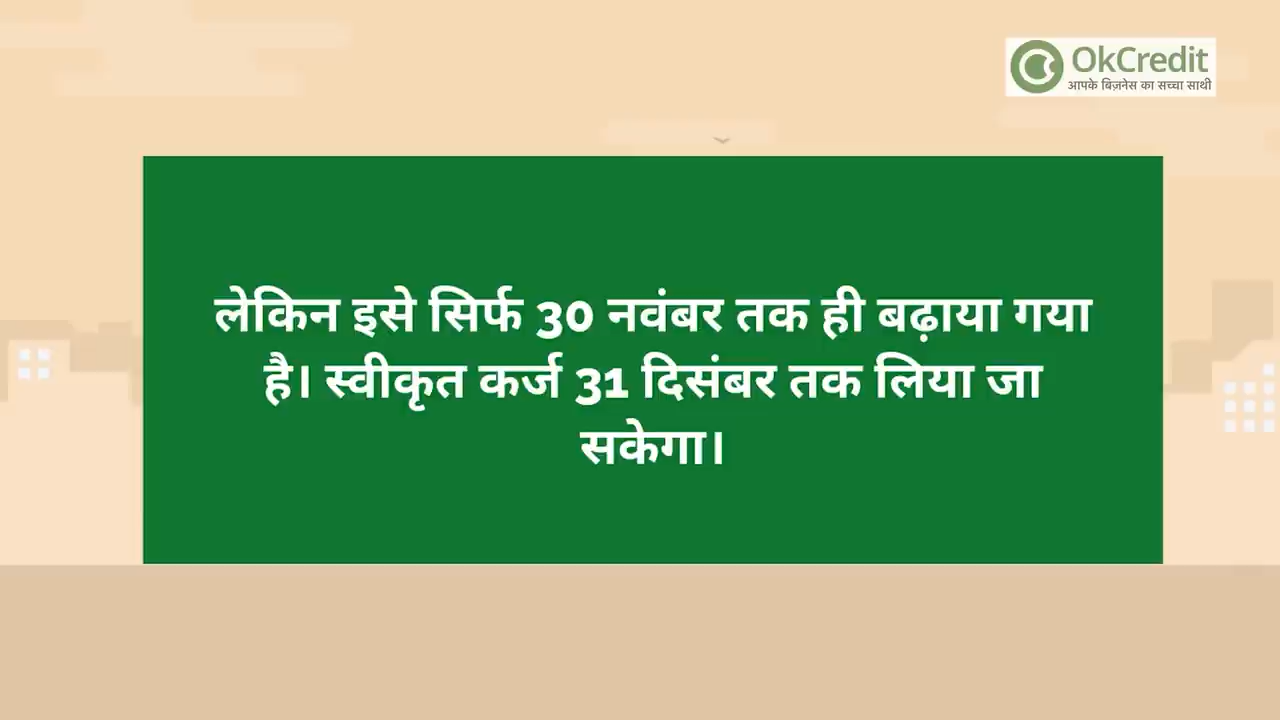 OkCredit
आपके बिज़नेस का सच्चा साथी
लेकिन इसे सिर्फ 30 नवंबर तक ही बढ़ाया गया
है। स्वीकृत कर्ज 31 दिसंबर तक लिया जा
सकेगा।